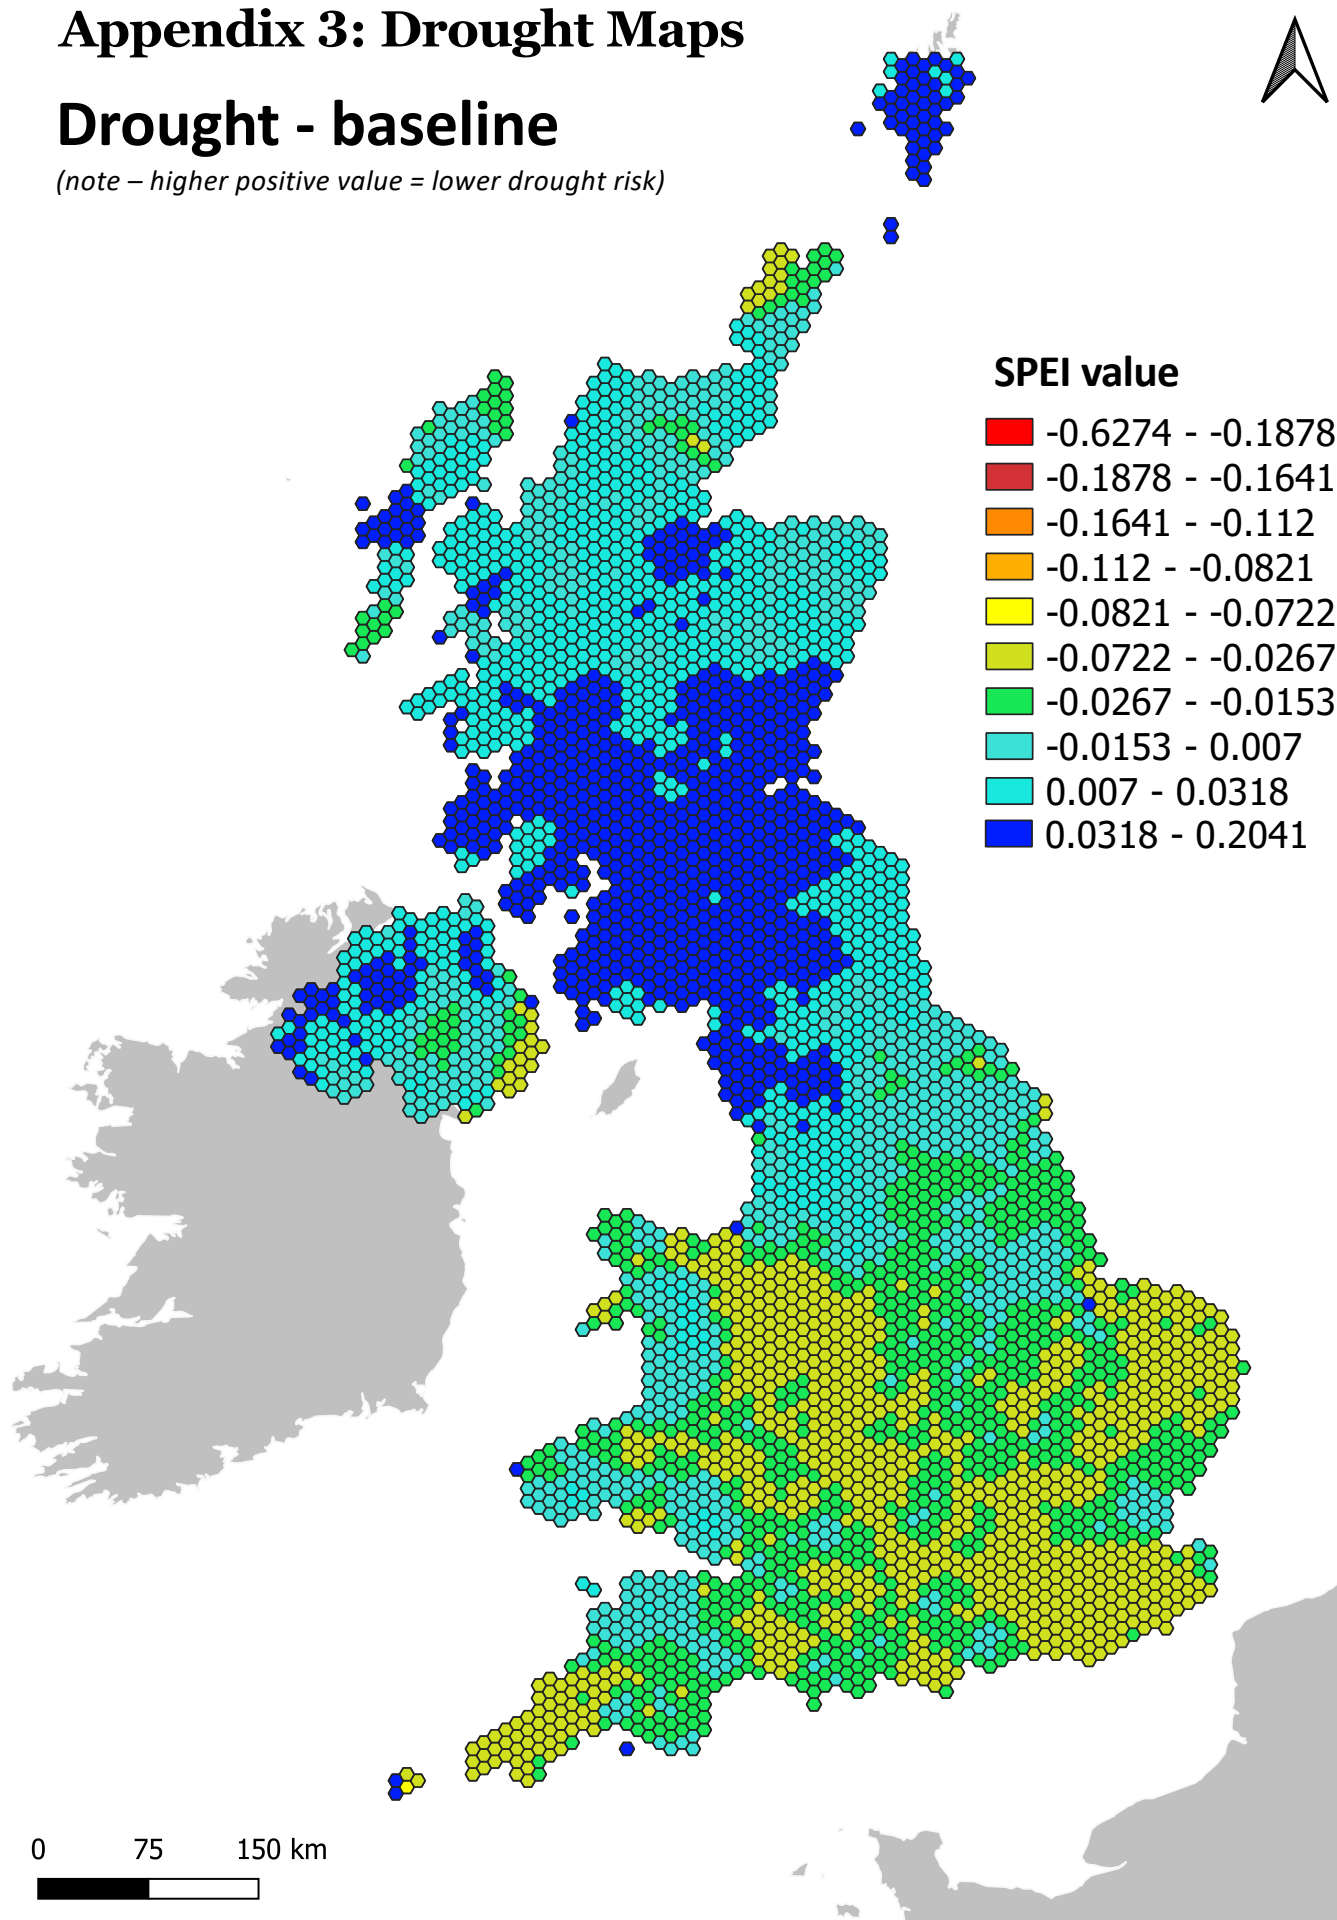 Appendix 3: Drought Maps
Drought - baseline
(note – higher positive value = lower drought risk)
SPEI value
-0.6274 - -0.1878
-0.1878 - -0.1641
-0.1641 - -0.112
-0.112 - -0.0821
-0.0821 - -0.0722
-0.0722 - -0.0267
-0.0267 - -0.0153
-0.0153 - 0.007
0.007 - 0.0318
0.0318 - 0.2041
0 75 150 km